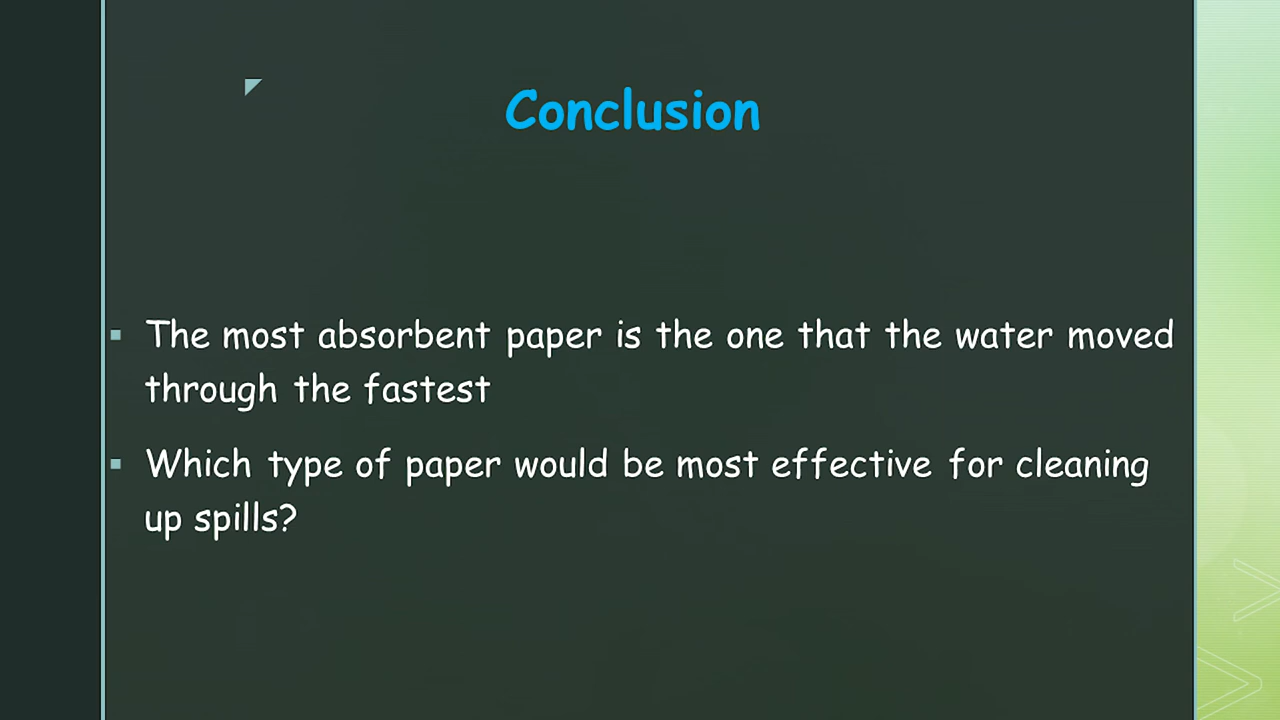 Conclusion
▪ The most absorbent paper is the one that the water moved
through the fastest
▪ Which type of paper would be most effective for cleaning
up spills?